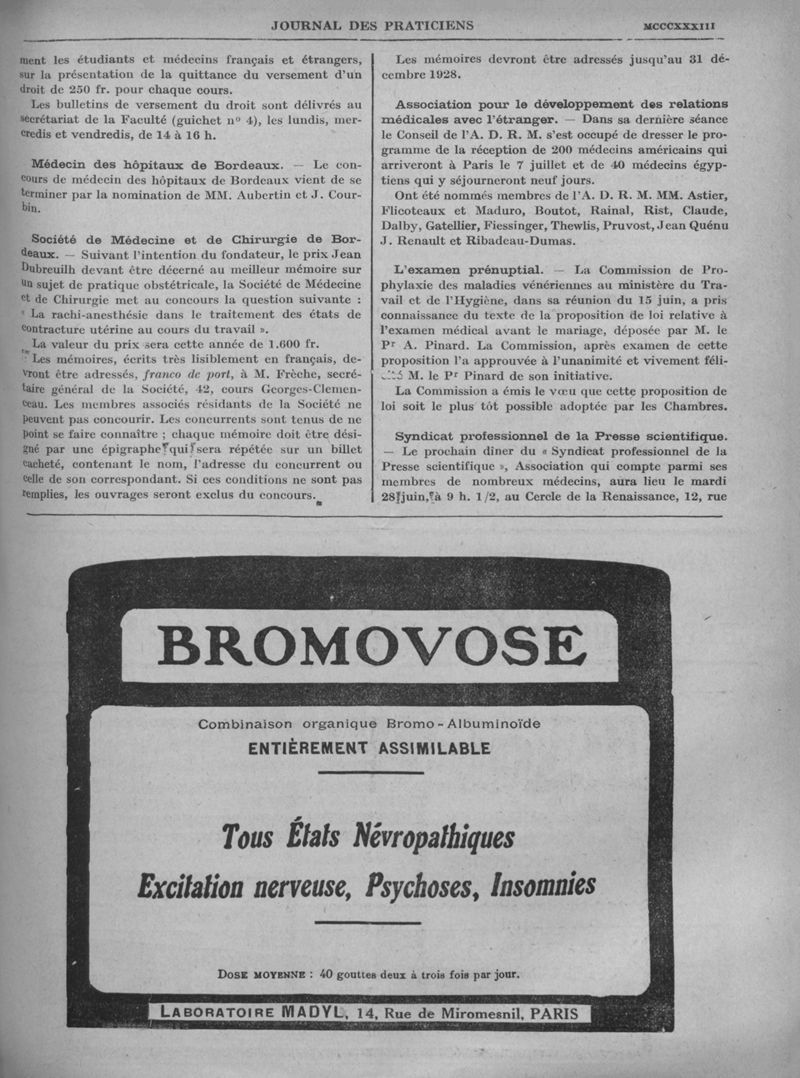 JOURNAL DES PRATICIENS
MCCCXXXIII
ment les étudiants et médecins français et étrangers,
sur la présentation de la quittance du versement d'un
droit de 250 fr. pour chaque cours.
Les bulletins de versement du droit sont délivrés au
secrétariat de la Faculté (guichet nº 4), les lundis, mer-
credis et vendredis, de 14 à 16 h.
Médecin des hôpitaux de Bordeaux. — Le con-
cours de médecin des hôpitaux de Bordeaux vient de se
terminer par la nomination de MM. Aubertin et J. Cour-
bin.
Société de Médecine et de Chirurgie de Bor-
deaux. — Suivant l'intention du fondateur, le prix Jean
Dubreuilh devant être décerné au meilleur mémoire sur
un sujet de pratique obstétricale, la Société de Médecine
et de Chirurgie met au concours la question suivante :
« La rachi-anesthésie dans le traitement des états de
contracture utérine au cours du travail ».
La valeur du prix sera cette année de 1.600 fr.
Les mémoires, écrits très lisiblement en français, de-
vront être adressés, franco de port, à M. Frèche, secré-
taire général de la Société, 42, cours Georges-Clemen-
ceau. Les membres associés résidants de la Société ne
peuvent pas concourir. Les concurrents sont tenus de ne
point se faire connaître ; chaque mémoire doit être dési-
gné par une épigraphe qui sera répétée sur un billet
cacheté, contenant le nom, l'adresse du concurrent ou
celle de son correspondant. Si ces conditions ne sont pas
remplies, les ouvrages seront exclus du concours.
Les mémoires devront être adressés jusqu'au 31 dé-
cembre 1928.
Association pour le développement des relations
médicales avec l'étranger. — Dans sa dernière séance
le Conseil de l'A. D. R. M. s'est occupé de dresser le pro-
gramme de la réception de 200 médecins américains qui
arriveront à Paris le 7 juillet et de 40 médecins égyp-
tiens qui y séjourneront neuf jours.
Ont été nommés membres de l'A. D. R. M. MM. Astier,
Flicoteaux et Maduro, Boutot, Rainal, Rist, Claude,
Dalby, Gatellier, Fiessinger, Thewlis, Pruvost, Jean Quénu
J. Renault et Ribadeau-Dumas.
L'examen prénuptial. — La Commission de Pro-
phylaxie des maladies vénériennes au ministère du Tra-
vail et de l'Hygiène, dans sa réunion du 15 juin, a pris
connaissance du texte de la proposition de loi relative à
l'examen médical avant le mariage, déposée par M. le
Pr A. Pinard. La Commission, après examen de cette
proposition l'a approuvée à l'unanimité et vivement féli-
cité M. le Pr Pinard de son initiative.
La Commission a émis le vœu que cette proposition de
loi soit le plus tôt possible adoptée par les Chambres.
Syndicat professionnel de la Presse scientifique.
— Le prochain dîner du « Syndicat professionnel de la
Presse scientifique », Association qui compte parmi ses
membres de nombreux médecins, aura lieu le mardi
28 juin, à 9 h. 1/2, au Cercle de la Renaissance, 12, rue
BROMOVOSE
Combinaison organique Bromo-Albuminoïde
ENTIÈREMENT ASSIMILABLE
Tous États Névropathiques
Excitation nerveuse, Psychoses, Insomnies
DOSE MOYENNE : 40 gouttes deux à trois fois par jour.
LABORATOIRE MADYL, 14, Rue de Miromesnil, PARIS